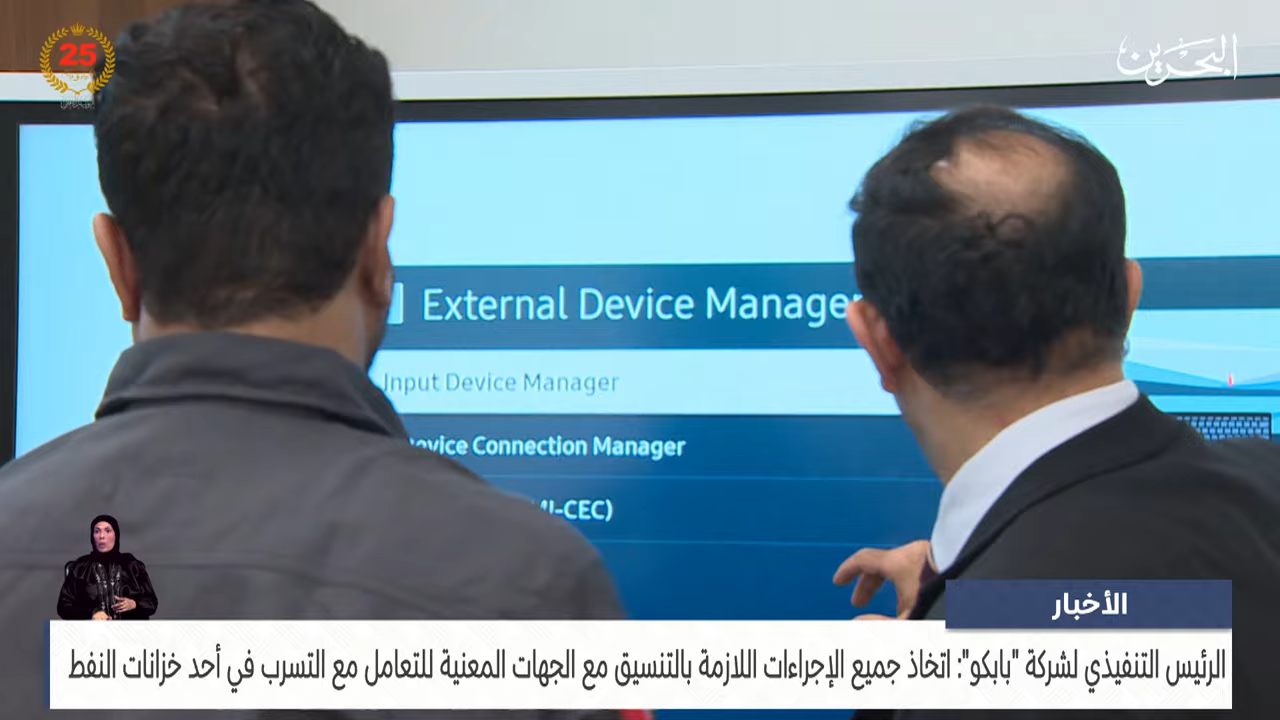 25
البحرين
External Device Manager
Input Device Manager
Connection Manager
CEC)
الأخبار
الرئيس التنفيذي لشركة "بابكو": اتخاذ جميع الإجراءات اللازمة بالتنسيق مع الجهات المعنية للتعامل مع التسرب في أحد خزانات النفط